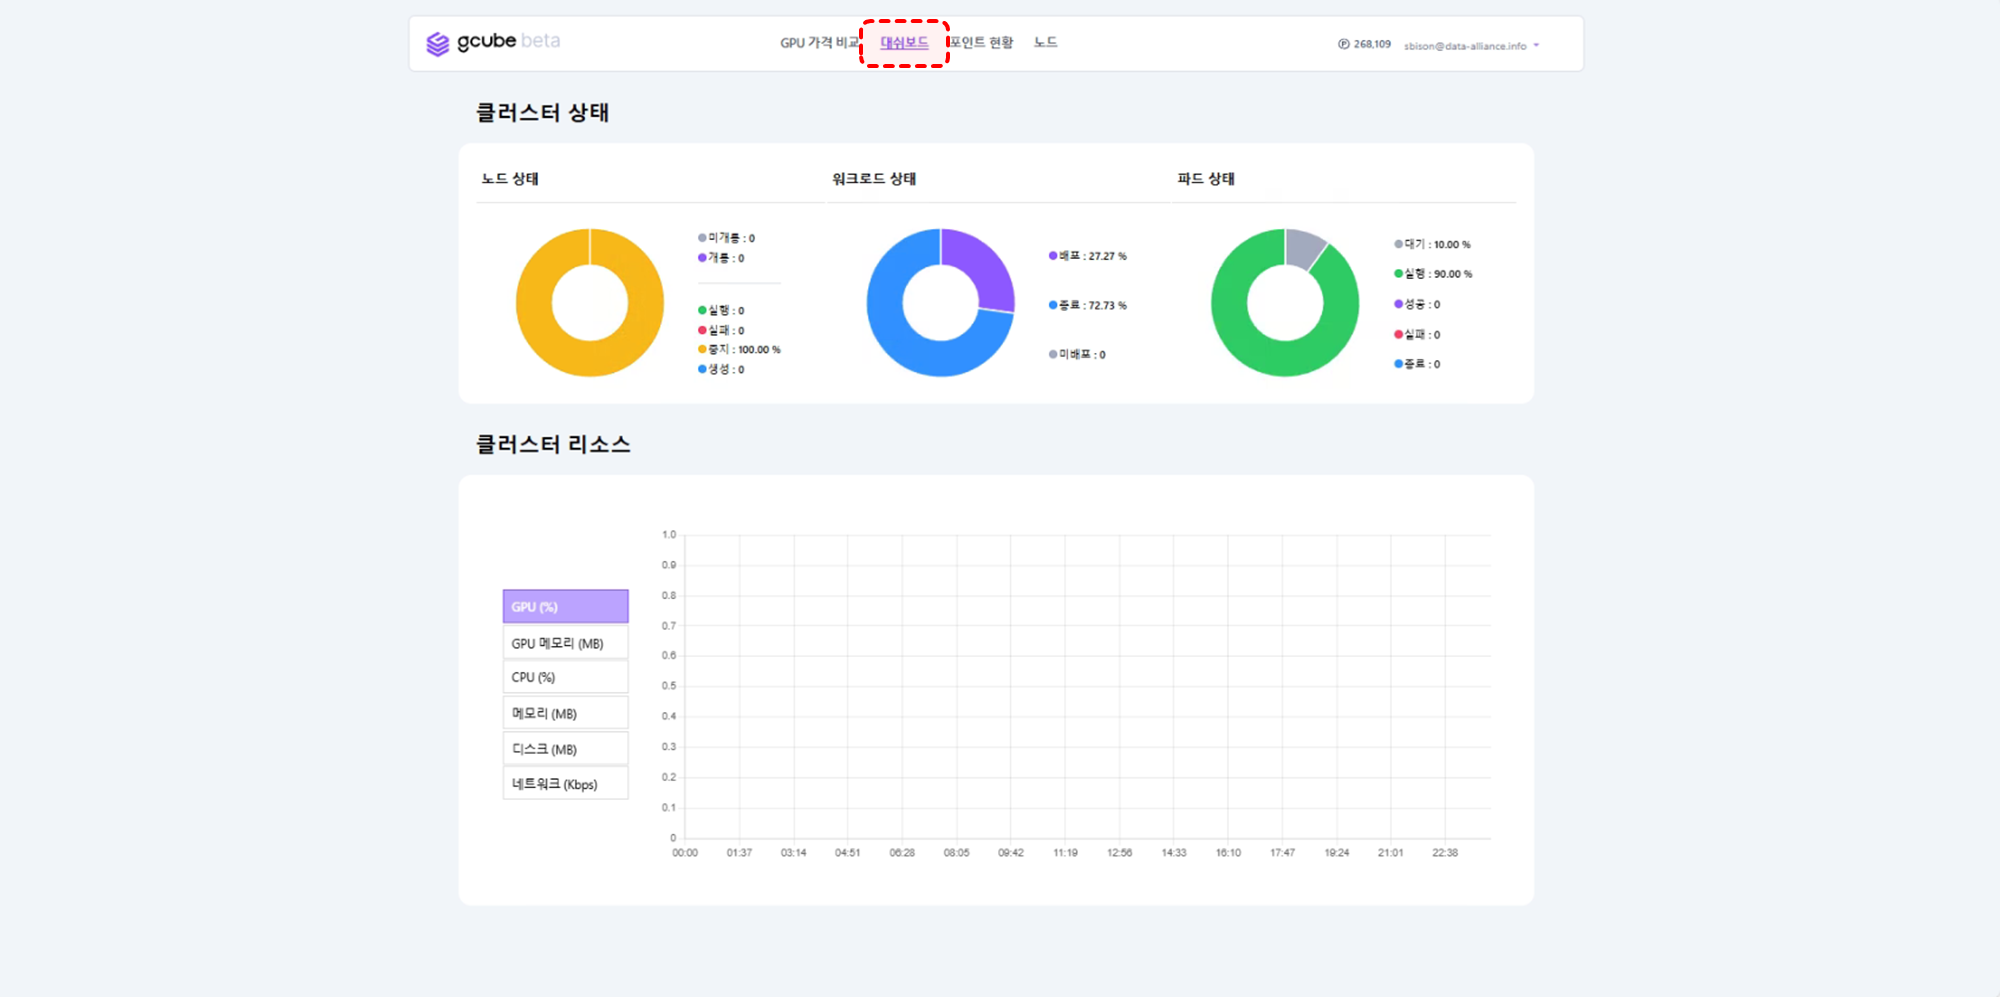 gcube beta
GPU 가격 비교
대쉬보드
포인트 현황
노드
Ⓟ 268,109
sbison@data-alliance.info
클러스터 상태
노드 상태
미개통 : 0
개통 : 0
실행 : 0
실패 : 0
중지 : 100.00 %
생성 : 0
워크로드 상태
배포 : 27.27 %
종료 : 72.73 %
미배포 : 0
파드 상태
대기 : 10.00 %
실행 : 90.00 %
성공 : 0
실패 : 0
종료 : 0
클러스터 리소스
GPU (%)
GPU 메모리 (MB)
CPU (%)
메모리 (MB)
디스크 (MB)
네트워크 (Kbps)
1.0
0.9
0.8
0.7
0.6
0.5
0.4
0.3
0.2
0.1
0
00:00 01:37 03:14 04:51 06:28 08:05 09:42 11:19 12:56 14:33 16:10 17:47 19:24 21:01 22:38